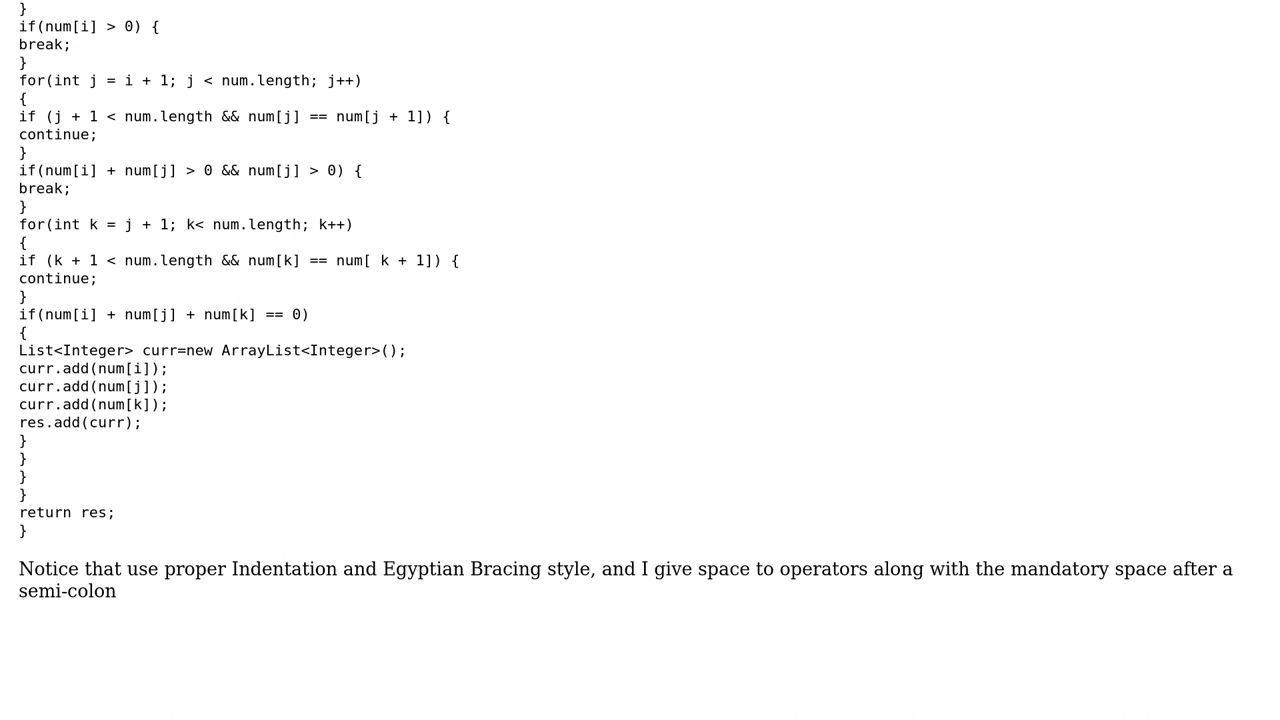 }
if(num[i] > 0) {
break;
}
for(int j = i + 1; j < num.length; j++)
{
if (j + 1 < num.length && num[j] == num[j + 1]) {
continue;
}
if(num[i] + num[j] > 0 && num[j] > 0) {
break;
}
for(int k = j + 1; k< num.length; k++)
{
if (k + 1 < num.length && num[k] == num[ k + 1]) {
continue;
}
if(num[i] + num[j] + num[k] == 0)
{
List<Integer> curr=new ArrayList<Integer>();
curr.add(num[i]);
curr.add(num[j]);
curr.add(num[k]);
res.add(curr);
}
}
}
}
return res;
}
Notice that use proper Indentation and Egyptian Bracing style, and I give space to operators along with the mandatory space after a
semi-colon